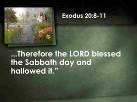 Exodus 20:8-11
...Therefore the LORD blessed
the Sabbath day and
hallowed it."